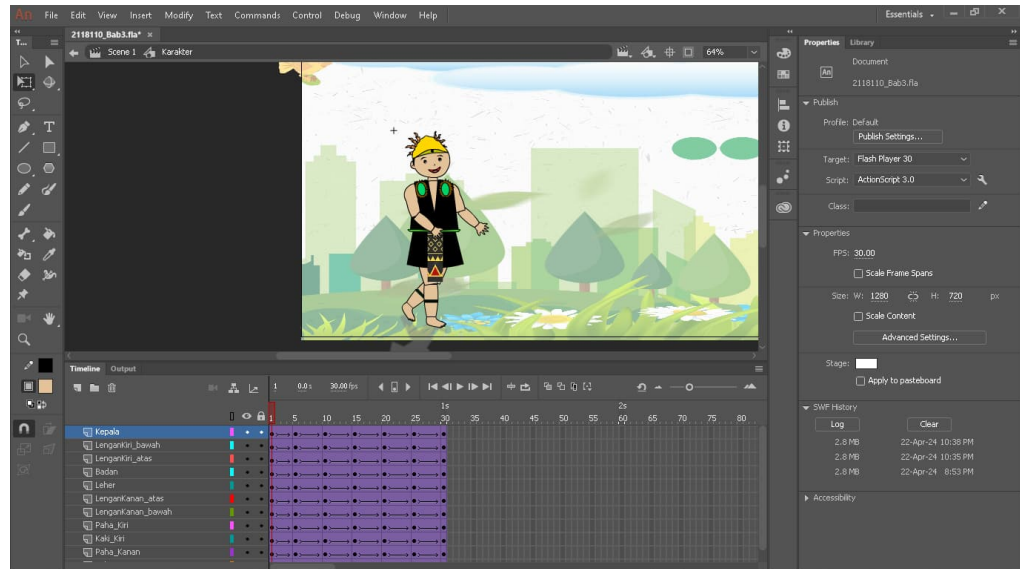 An File Edit View Insert Modify Text Commands Control Debug Window Help Essentials
2118110_Bab3.fla*
T...
Scene 1 Karakter 64%
Properties Library
An
Document
2118110_Bab3.fla
Publish
Profile: Default
Publish Settings...
Target: Flash Player 30
Script: ActionScript 3.0
Class:
Properties
FPS: 30.00
Scale Frame Spans
Size: W: 1280 H: 720 px
Scale Content
Advanced Settings...
Stage:
Apply to pasteboard
SWF History
Log Clear
2.8 MB 22-Apr-24 10:38 PM
2.8 MB 22-Apr-24 10:35 PM
2.8 MB 22-Apr-24 8:53 PM
Accessibility
Timeline Output
1 0.0 s 30.00 fps
1s 2s
1 5 10 15 20 25 30 35 40 45 50 55 60 65 70 75 80
Kepala
LenganKiri_bawah
LenganKiri_atas
Badan
Leher
LenganKanan_atas
LenganKanan_bawah
Paha_Kiri
Kaki_Kiri
Paha_Kanan